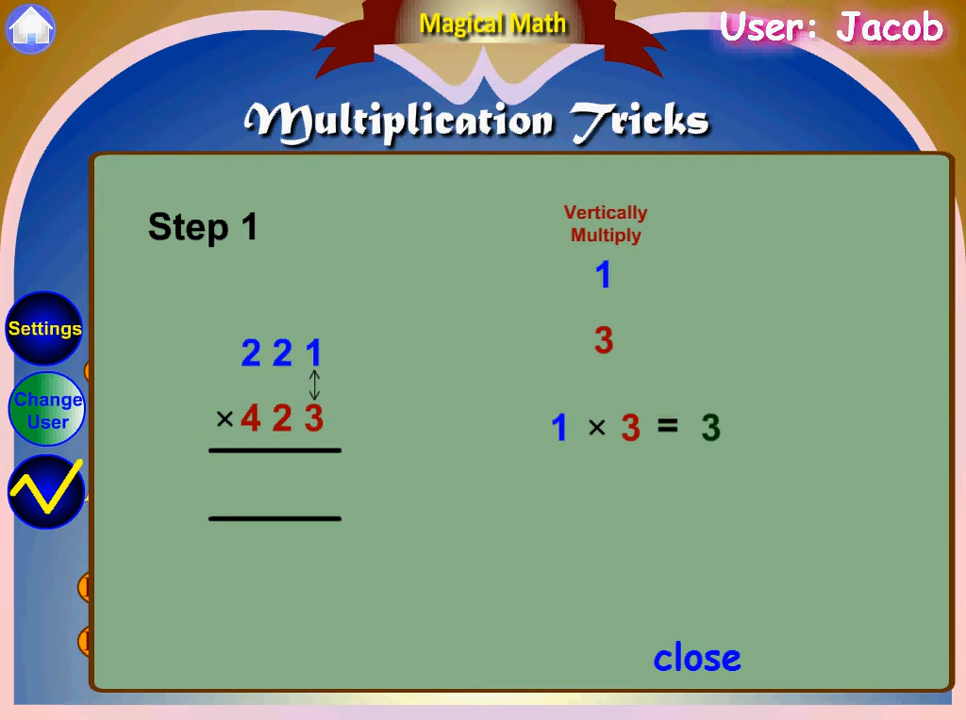 Magical Math
User: Jacob
Multiplication Tricks
Step 1
Vertically
Multiply
1
3
2 2 1
× 4 2 3
1 × 3 = 3
Settings
Change
User
close